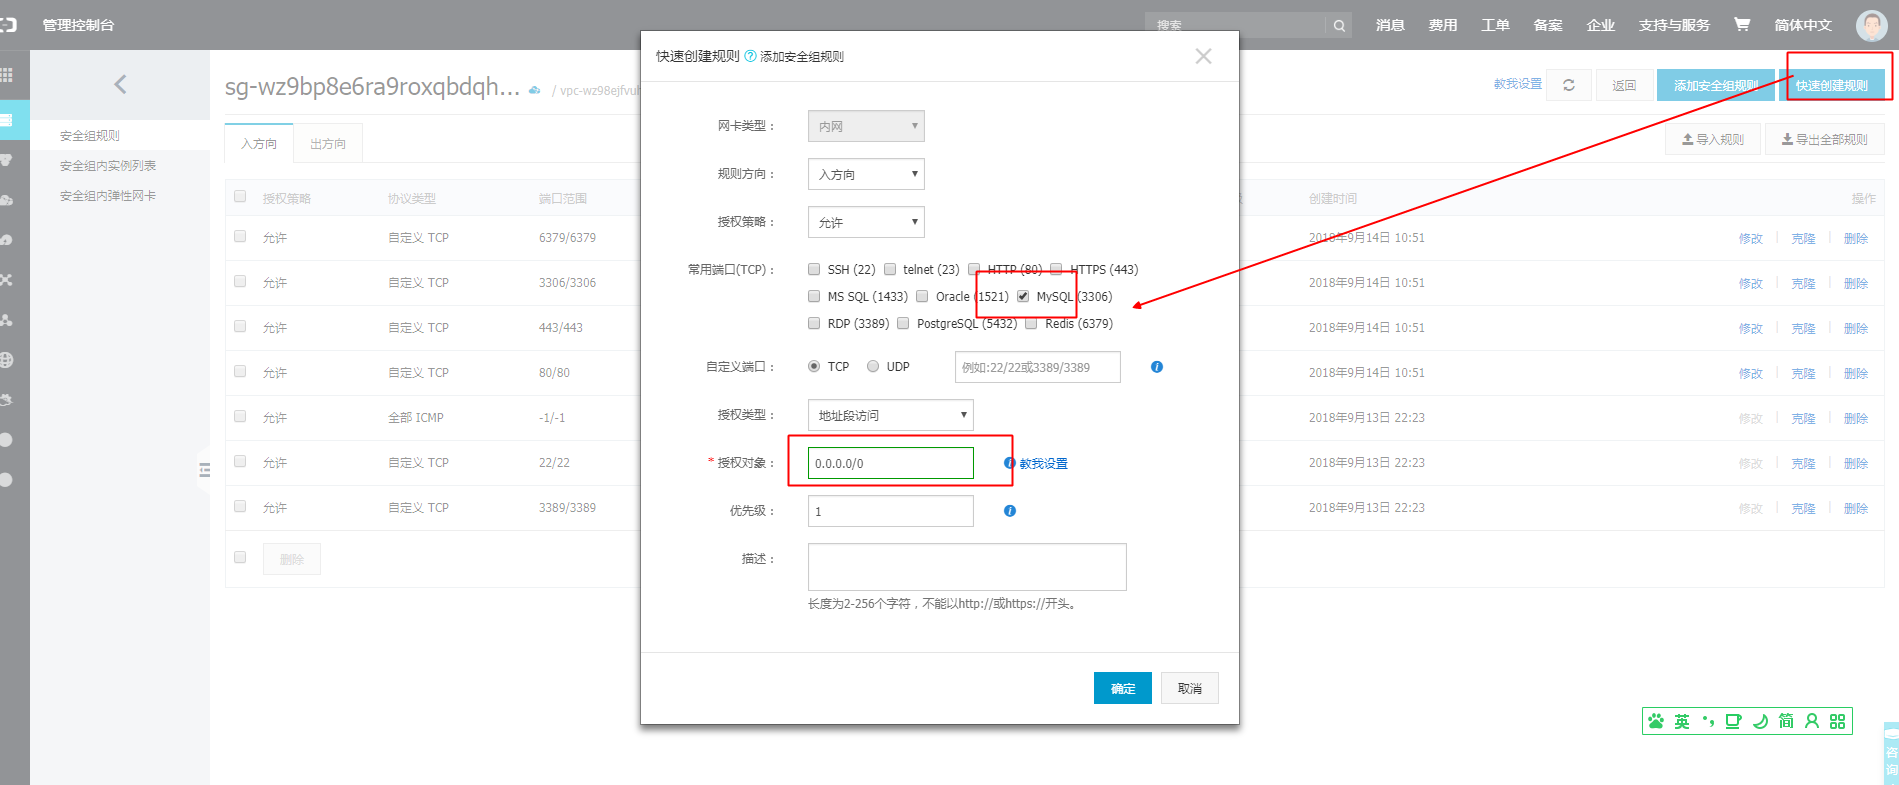 管理控制台
搜索
消息 费用 工单 备案 企业 支持与服务 简体中文
sg-wz9bp8e6ra9roxqbdqh... / vpc-wz98ejfvuh
教我设置 返回 添加安全组规则 快速创建规则
安全组规则
安全组内实例列表
安全组内弹性网卡
入方向 出方向
导入规则 导出全部规则
授权策略 协议类型 端口范围 创建时间 操作
允许 自定义 TCP 6379/6379 2018年9月14日 10:51 修改 克隆 删除
允许 自定义 TCP 3306/3306 2018年9月14日 10:51 修改 克隆 删除
允许 自定义 TCP 443/443 2018年9月14日 10:51 修改 克隆 删除
允许 自定义 TCP 80/80 2018年9月14日 10:51 修改 克隆 删除
允许 全部 ICMP -1/-1 2018年9月13日 22:23 修改 克隆 删除
允许 自定义 TCP 22/22 2018年9月13日 22:23 修改 克隆 删除
允许 自定义 TCP 3389/3389 2018年9月13日 22:23 修改 克隆 删除
删除
快速创建规则 ? 添加安全组规则
网卡类型： 内网
规则方向： 入方向
授权策略： 允许
常用端口(TCP)： SSH (22) telnet (23) HTTP (80) HTTPS (443)
MS SQL (1433) Oracle (1521) MySQL (3306)
RDP (3389) PostgreSQL (5432) Redis (6379)
自定义端口： TCP UDP 例如:22/22或3389/3389
授权类型： 地址段访问
* 授权对象： 0.0.0.0/0 教我设置
优先级： 1
描述：
长度为2-256个字符，不能以http://或https://开头。
确定 取消
英 简
咨询